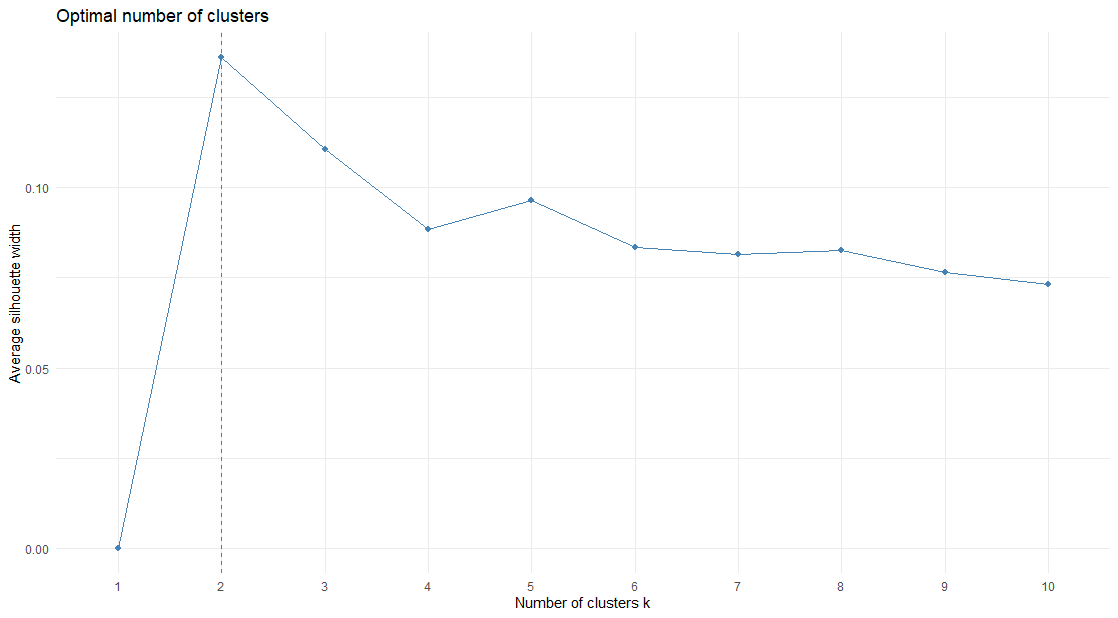 Optimal number of clusters
Average silhouette width
0.10
0.05
0.00
1 2 3 4 5 6 7 8 9 10
Number of clusters k